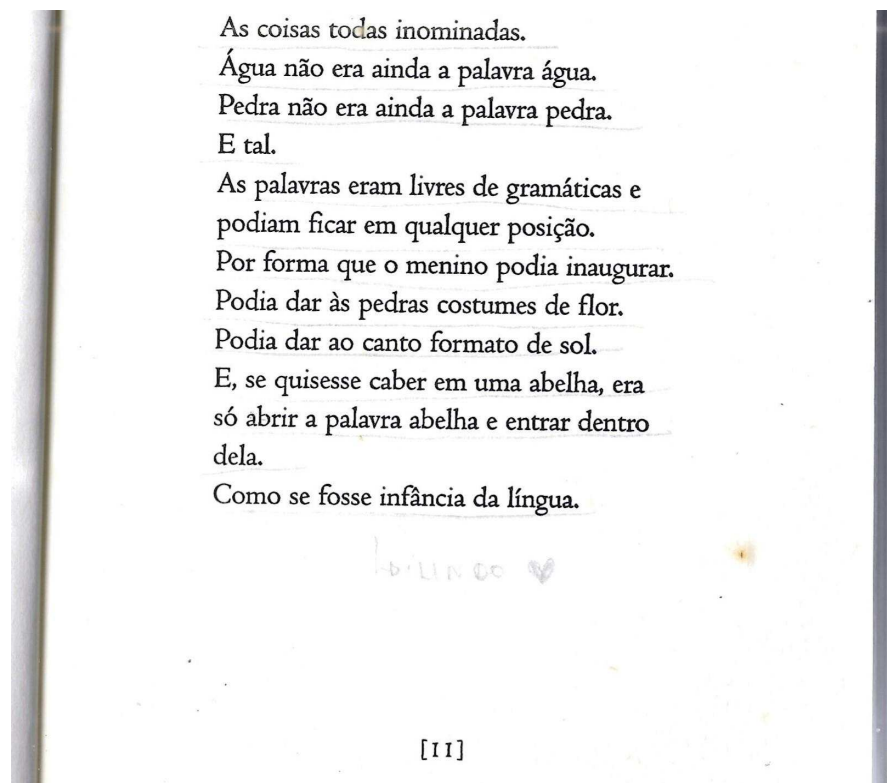 As coisas todas inominadas.
Água não era ainda a palavra água.
Pedra não era ainda a palavra pedra.
E tal.
As palavras eram livres de gramáticas e
podiam ficar em qualquer posição.
Por forma que o menino podia inaugurar.
Podia dar às pedras costumes de flor.
Podia dar ao canto formato de sol.
E, se quisesse caber em uma abelha, era
só abrir a palavra abelha e entrar dentro
dela.
Como se fosse infância da língua.
[11]